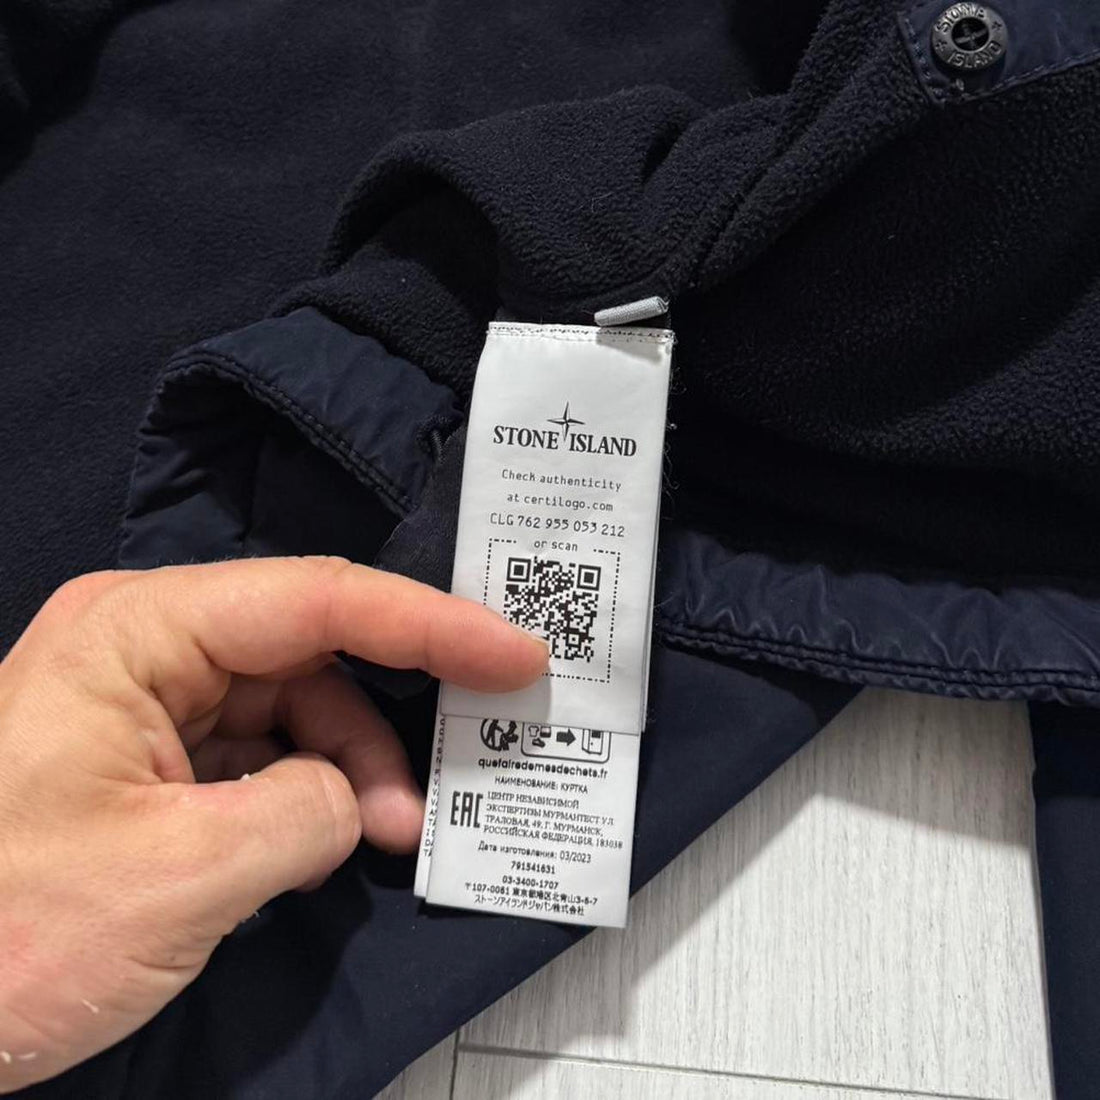 STONE ISLAND
STONE ISLAND
Check authenticity
at certilogo.com
CLG 762 955 053 212
or scan
quefairedemesdechets.fr
НАИМЕНОВАНИЕ: КУРТКА
EAC
ЦЕНТР НЕЗАВИСИМОЙ
ЭКСПЕРТИЗЫ МУРМАНТЕСТ УЛ.
ТРАЛОВАЯ, 49, Г. МУРМАНСК,
РОССИЙСКАЯ ФЕДЕРАЦИЯ, 183038
Дата изготовления: 03/2023
791541631
03-3400-1707
〒107-0061 東京都港区北青山3-6-7
ストーンアイランドジャパン株式会社